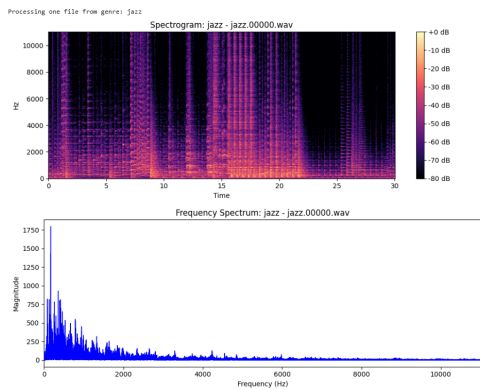 Processing one file from genre: jazz
Spectrogram: jazz - jazz.00000.wav
10000
8000
6000
4000
2000
0
Hz
0 5 10 15 20 25 30
Time
+0 dB
-10 dB
-20 dB
-30 dB
-40 dB
-50 dB
-60 dB
-70 dB
-80 dB
Frequency Spectrum: jazz - jazz.00000.wav
1750
1500
1250
1000
750
500
250
0
Magnitude
0 2000 4000 6000 8000 10000
Frequency (Hz)